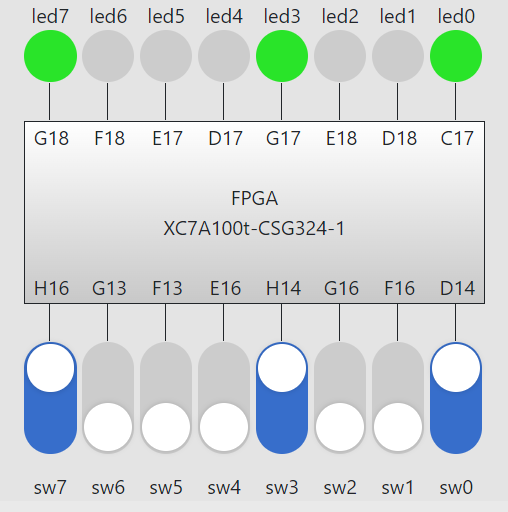 led7 led6 led5 led4 led3 led2 led1 led0
G18 F18 E17 D17 G17 E18 D18 C17
FPGA
XC7A100t-CSG324-1
H16 G13 F13 E16 H14 G16 F16 D14
sw7 sw6 sw5 sw4 sw3 sw2 sw1 sw0